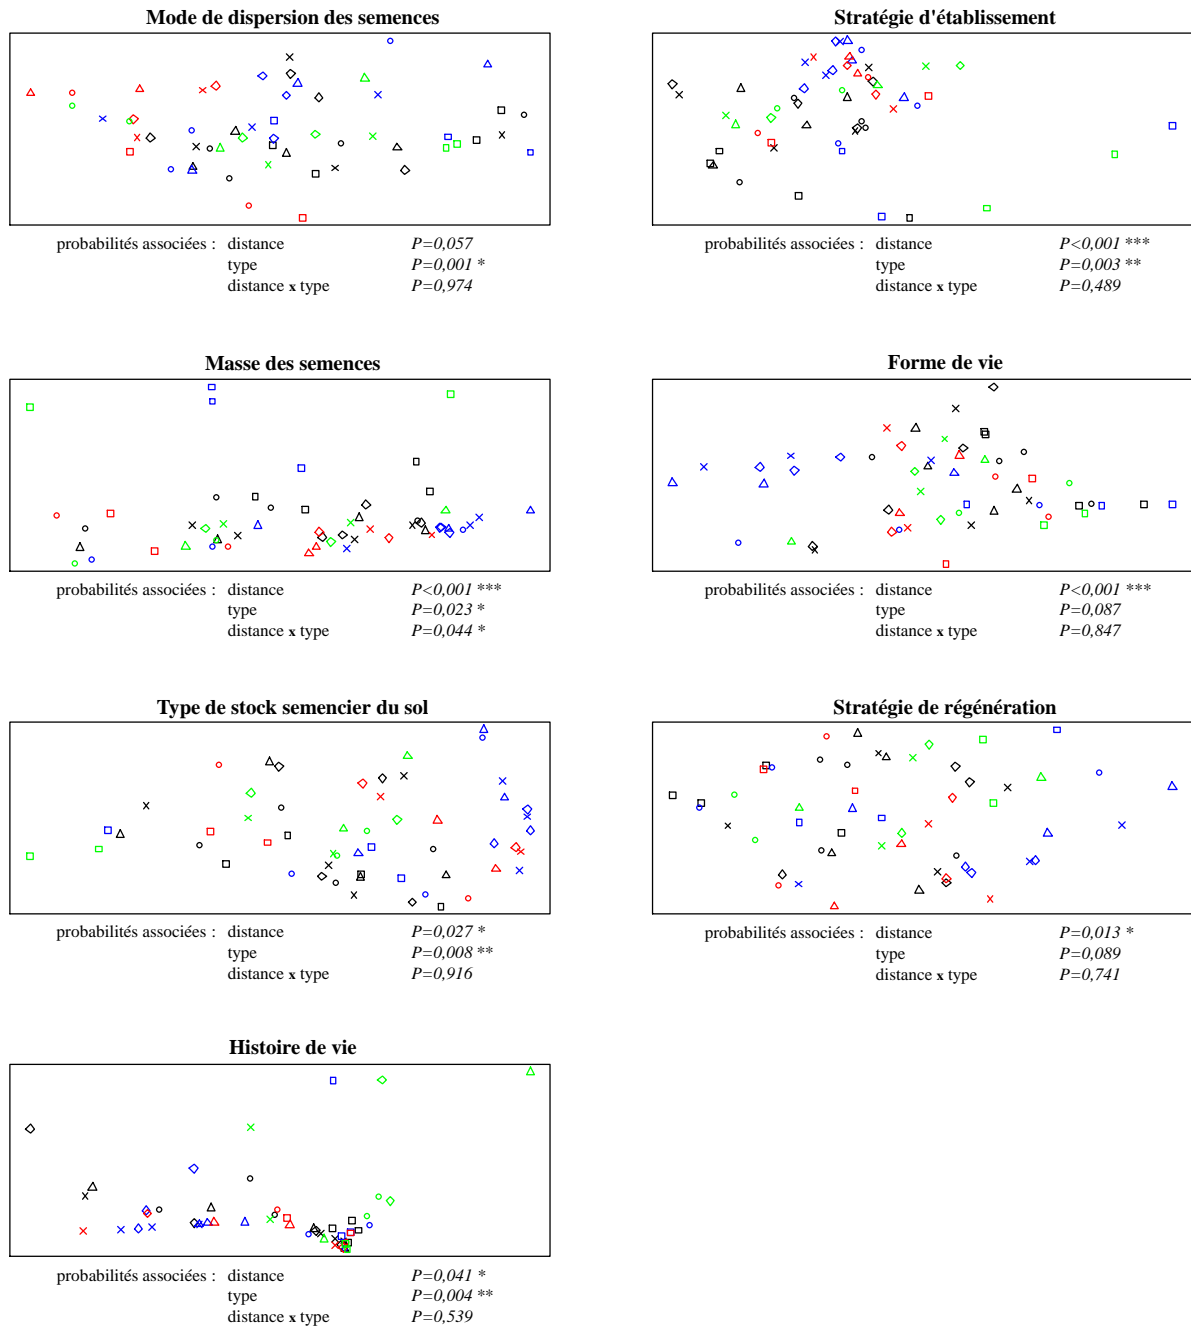 Mode de dispersion des semences
probabilités associées : distance P=0,057
type P=0,001 *
distance x type P=0,974
Stratégie d'établissement
probabilités associées : distance P<0,001 ***
type P=0,003 **
distance x type P=0,489
Masse des semences
probabilités associées : distance P<0,001 ***
type P=0,023 *
distance x type P=0,044 *
Forme de vie
probabilités associées : distance P<0,001 ***
type P=0,087
distance x type P=0,847
Type de stock semencier du sol
probabilités associées : distance P=0,027 *
type P=0,008 **
distance x type P=0,916
Stratégie de régénération
probabilités associées : distance P=0,013 *
type P=0,089
distance x type P=0,741
Histoire de vie
probabilités associées : distance P=0,041 *
type P=0,004 **
distance x type P=0,539